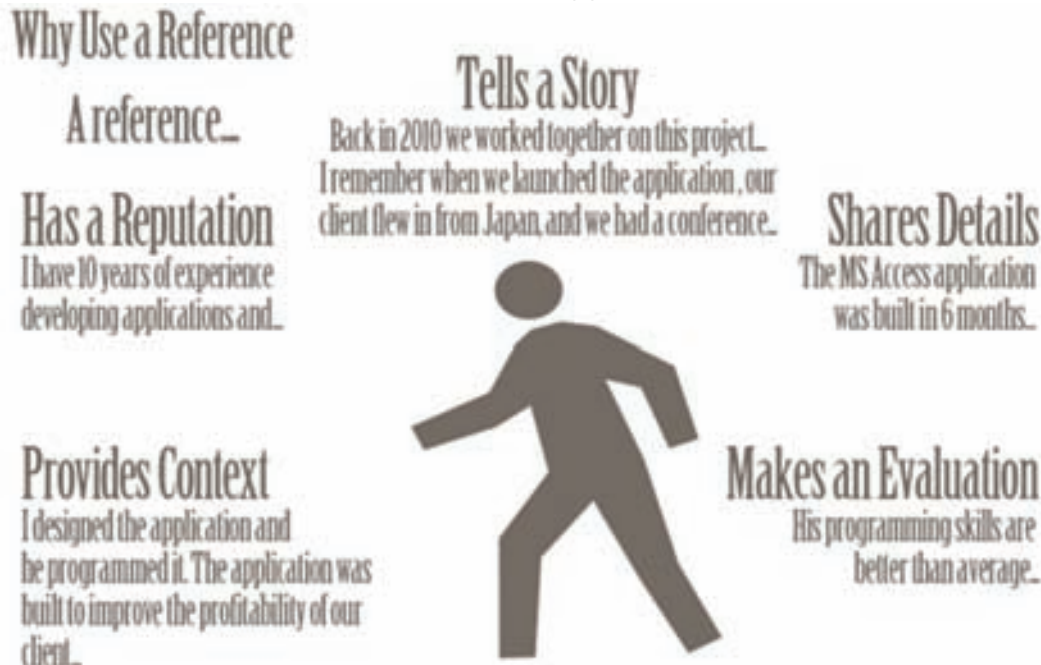 Why Use a Reference
A reference...
Tells a Story
Back in 2010 we worked together on this project...
I remember when we launched the application , our
client flew in from Japan, and we had a conference...
Has a Reputation
I have 10 years of experience
developing applications and...
Shares Details
The MS Access application
was built in 6 months...
Provides Context
I designed the application and
he programmed it. The application was
built to improve the profitability of our
client...
Makes an Evaluation
His programming skills are
better than average...